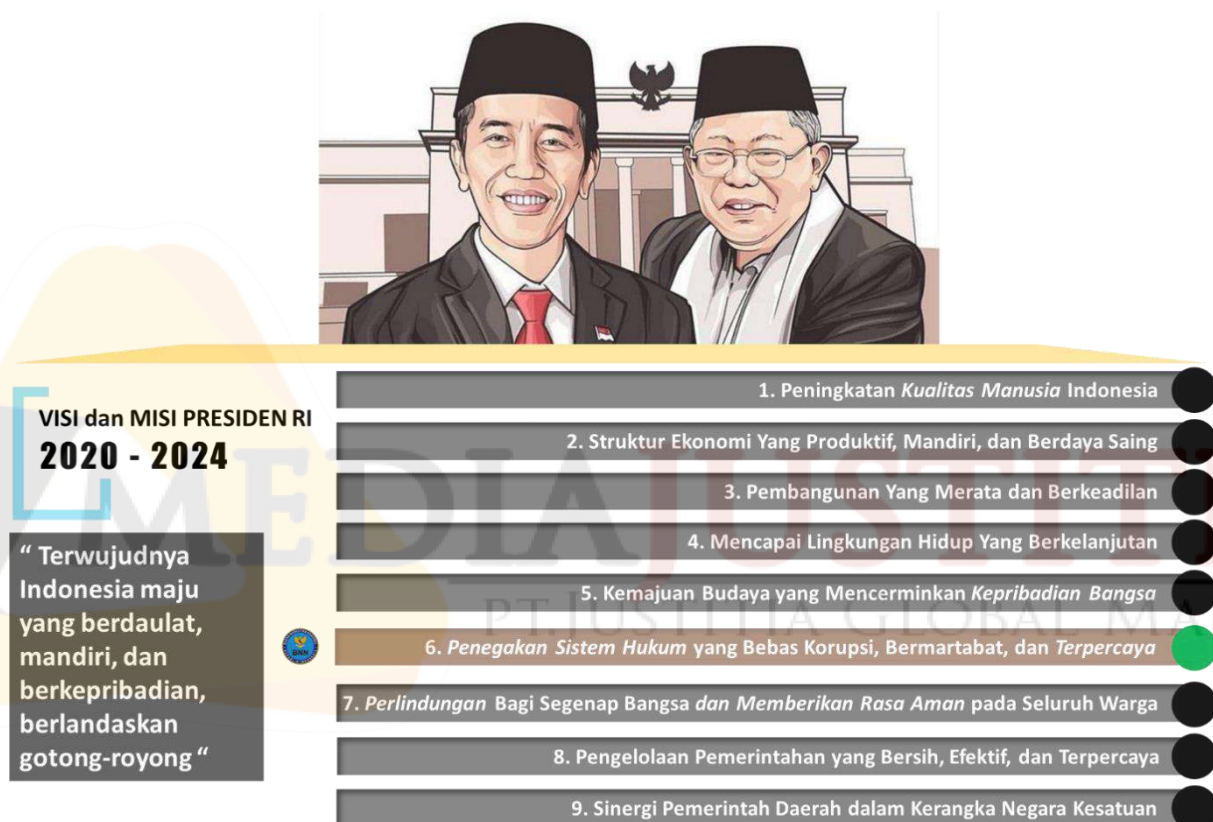 VISI dan MISI PRESIDEN RI
2020 - 2024
“ Terwujudnya
Indonesia maju
yang berdaulat,
mandiri, dan
berkepribadian,
berlandaskan
gotong-royong “
1. Peningkatan Kualitas Manusia Indonesia
2. Struktur Ekonomi Yang Produktif, Mandiri, dan Berdaya Saing
3. Pembangunan Yang Merata dan Berkeadilan
4. Mencapai Lingkungan Hidup Yang Berkelanjutan
5. Kemajuan Budaya yang Mencerminkan Kepribadian Bangsa
BNN
6. Penegakan Sistem Hukum yang Bebas Korupsi, Bermartabat, dan Terpercaya
7. Perlindungan Bagi Segenap Bangsa dan Memberikan Rasa Aman pada Seluruh Warga
8. Pengelolaan Pemerintahan yang Bersih, Efektif, dan Terpercaya
9. Sinergi Pemerintah Daerah dalam Kerangka Negara Kesatuan
MEDIAJUSTITI
PT.JUSTITIA GLOBAL MA